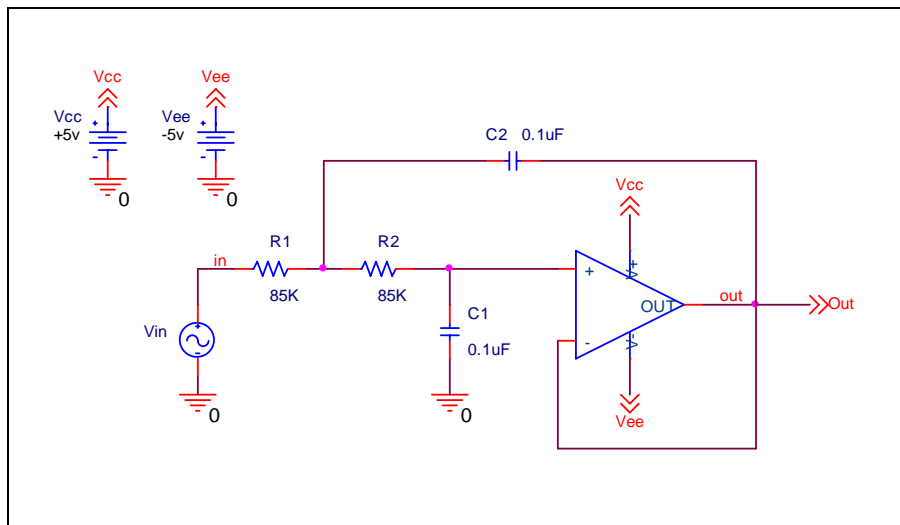 Vcc
Vee
Vcc
+5v
+
-
0
Vee
-5v
+
-
0
C2 0.1uF
Vcc
in
R1
85K
R2
85K
C1
0.1uF
0
Vin
+
-
0
+
-
V+
V-
OUT
out
Out
Vee